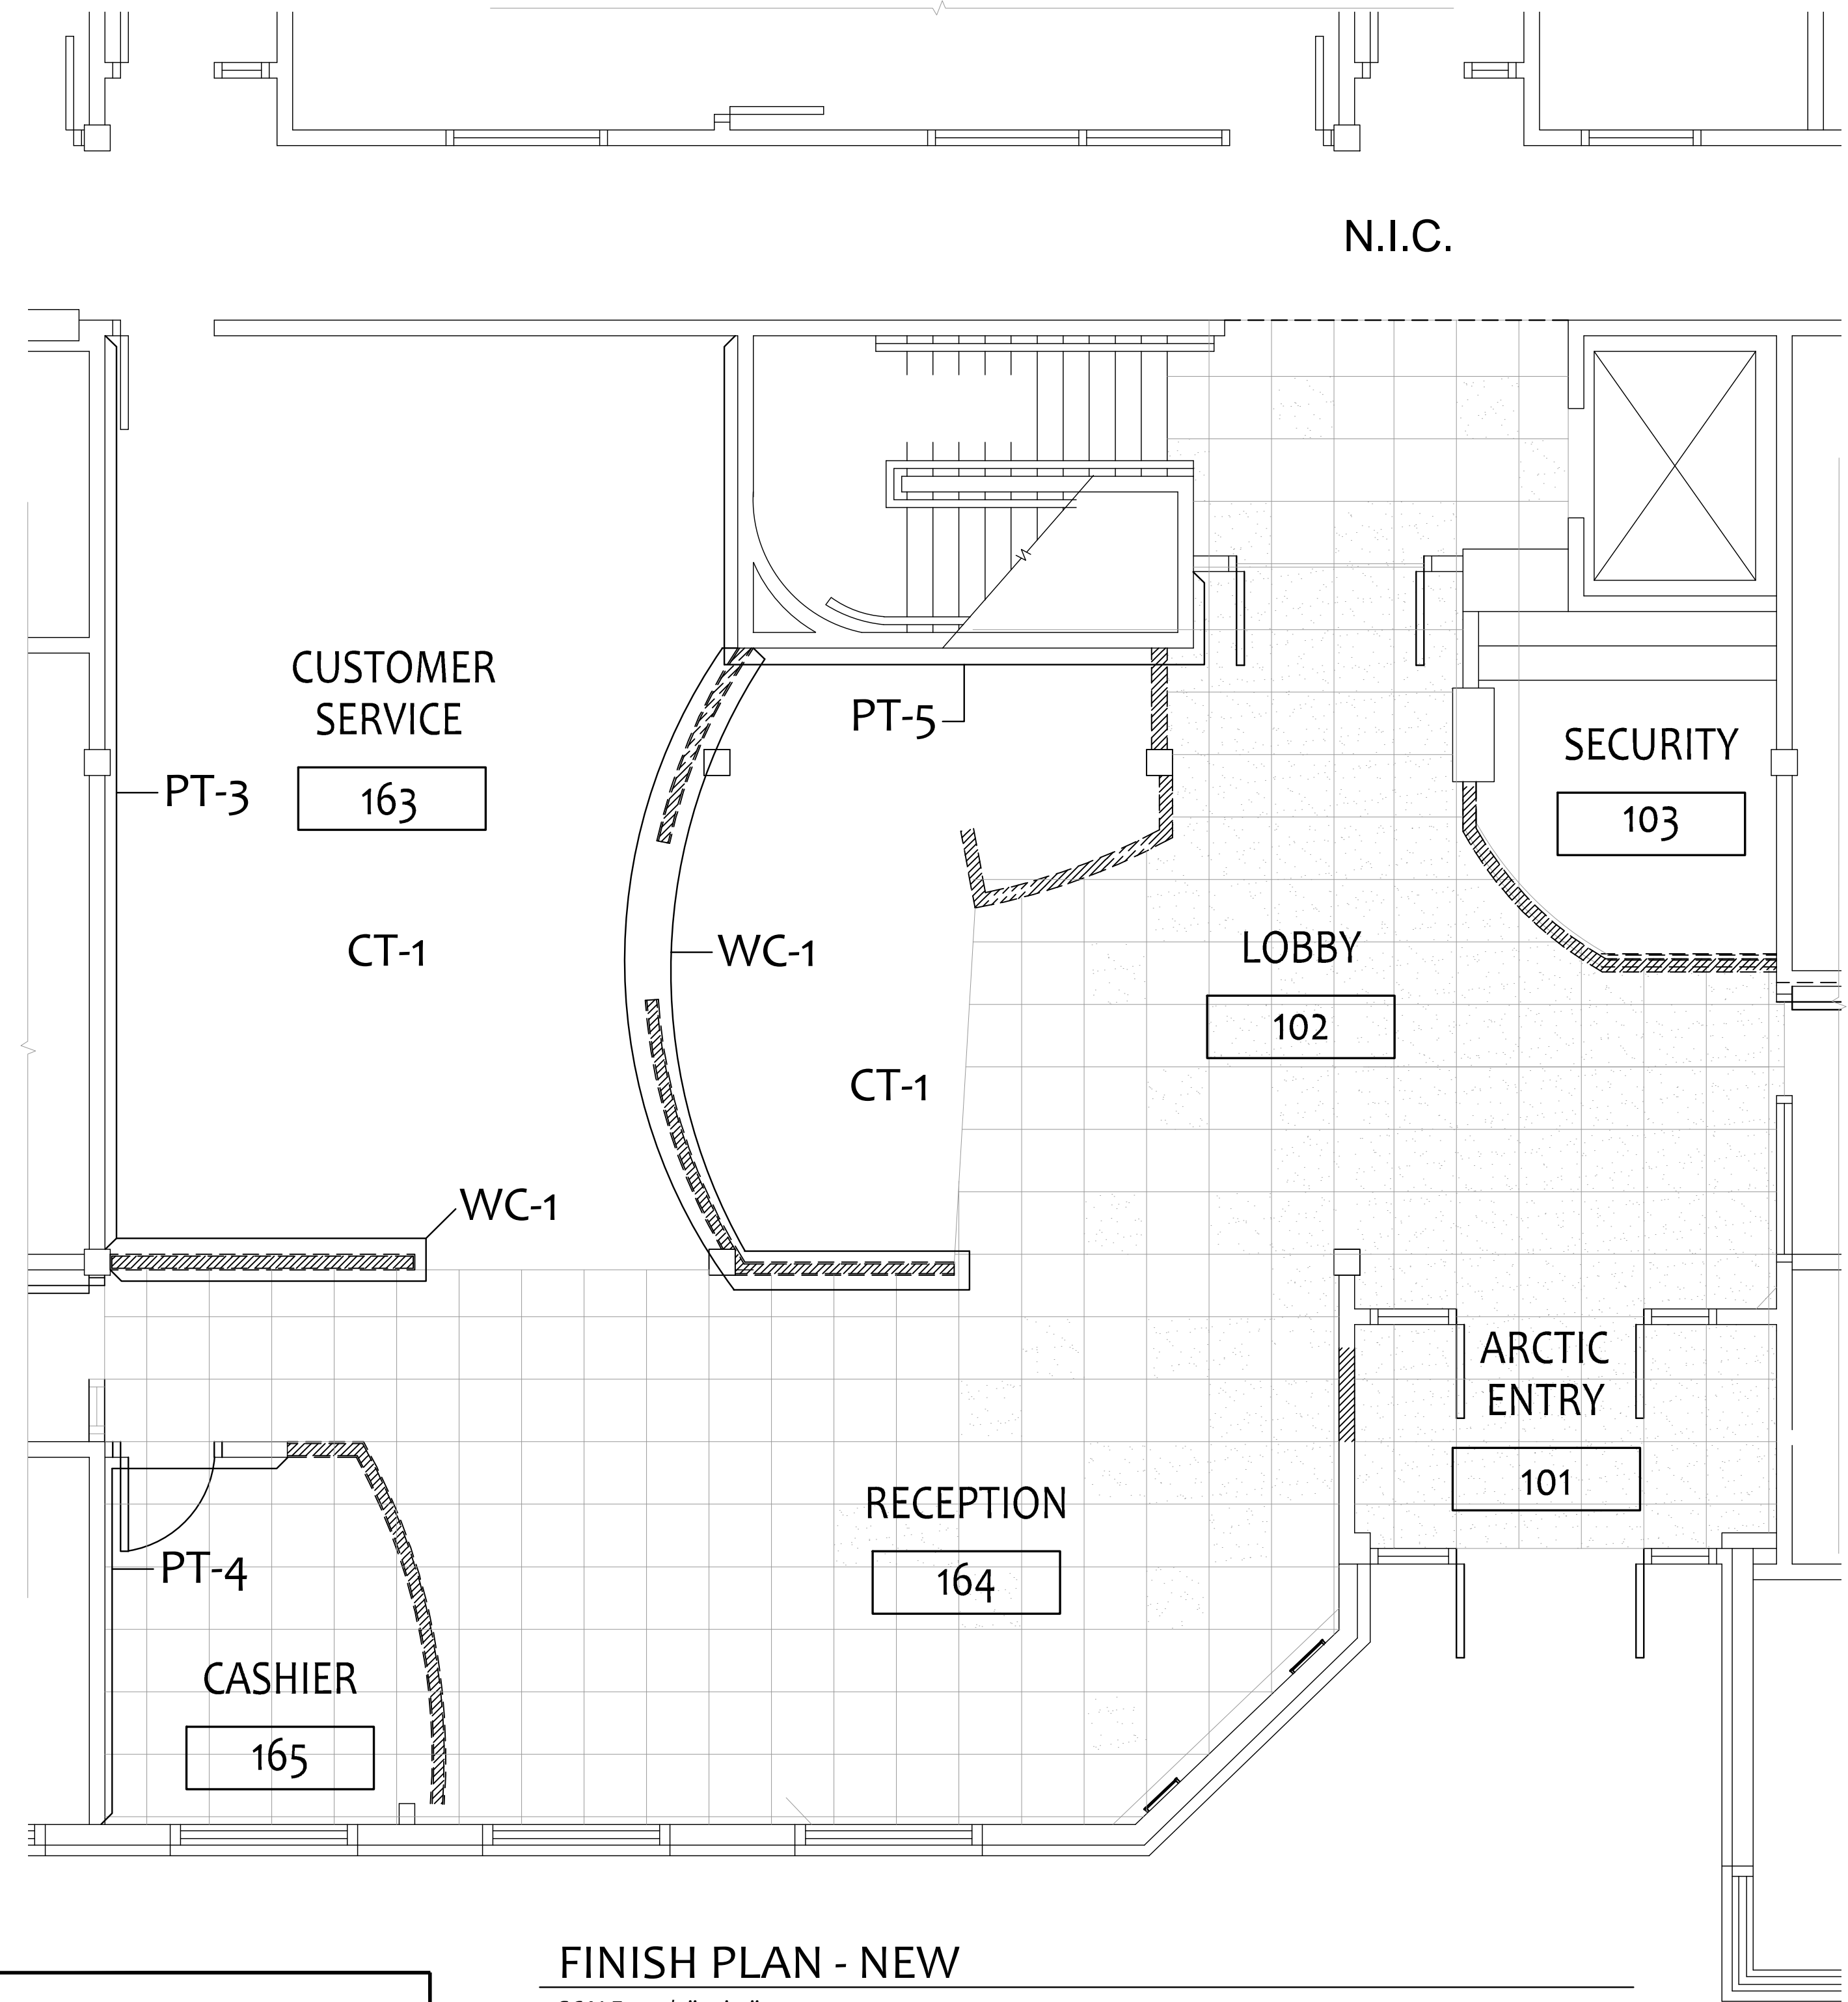 N.I.C.
CUSTOMER
SERVICE
163
PT-3
PT-5
SECURITY
103
CT-1
WC-1
LOBBY
102
CT-1
WC-1
ARCTIC
ENTRY
101
RECEPTION
164
PT-4
CASHIER
165
FINISH PLAN - NEW